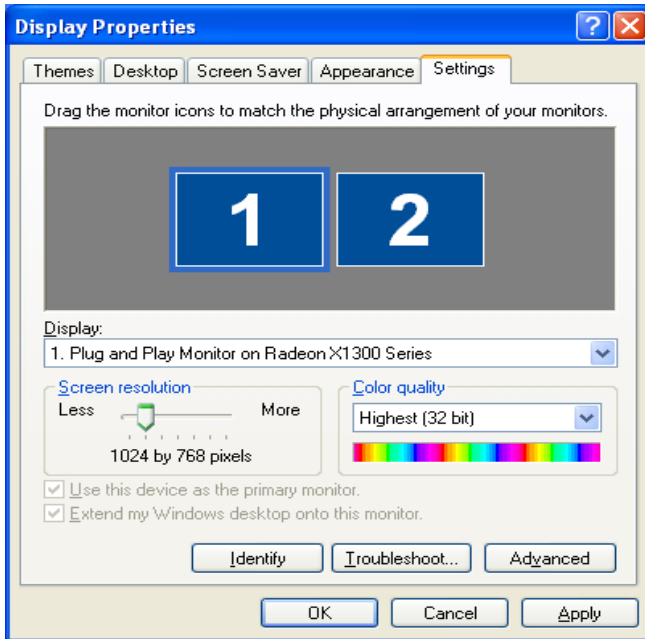 Display Properties
Themes Desktop Screen Saver Appearance Settings
Drag the monitor icons to match the physical arrangement of your monitors.
1 2
Display:
1. Plug and Play Monitor on Radeon X1300 Series
Screen resolution Color quality
Less More Highest (32 bit)
1024 by 768 pixels
Use this device as the primary monitor.
Extend my Windows desktop onto this monitor.
Identify Troubleshoot... Advanced
OK Cancel Apply